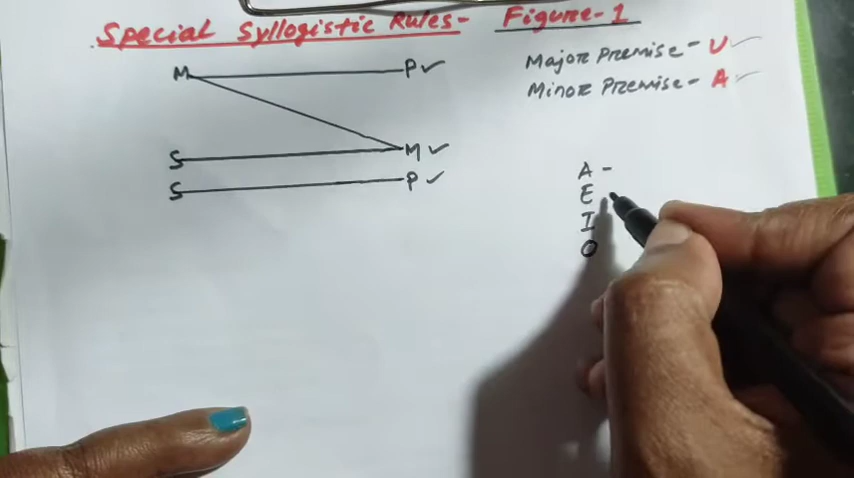 Special Syllogistic Rules- Figure-1
Major Premise- U ✓
Minor Premise- A ✓
M P ✓
S M ✓
S P ✓
A -
E
I
O